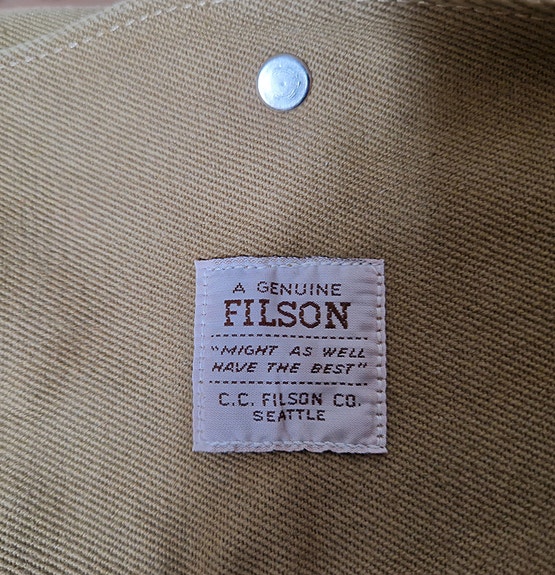 A GENUINE
FILSON
"MIGHT AS WELL
HAVE THE BEST"
C.C. FILSON CO.
SEATTLE